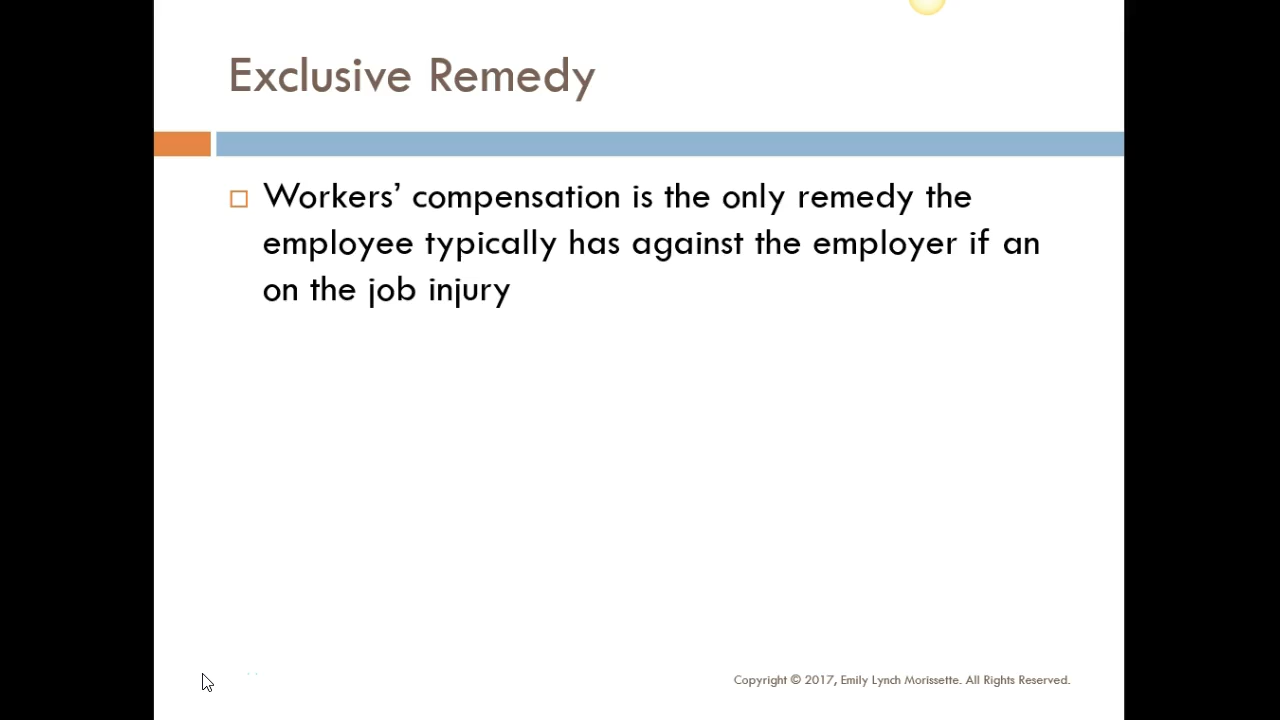 Exclusive Remedy
Workers’ compensation is the only remedy the
employee typically has against the employer if an
on the job injury
Copyright © 2017, Emily Lynch Morissette. All Rights Reserved.